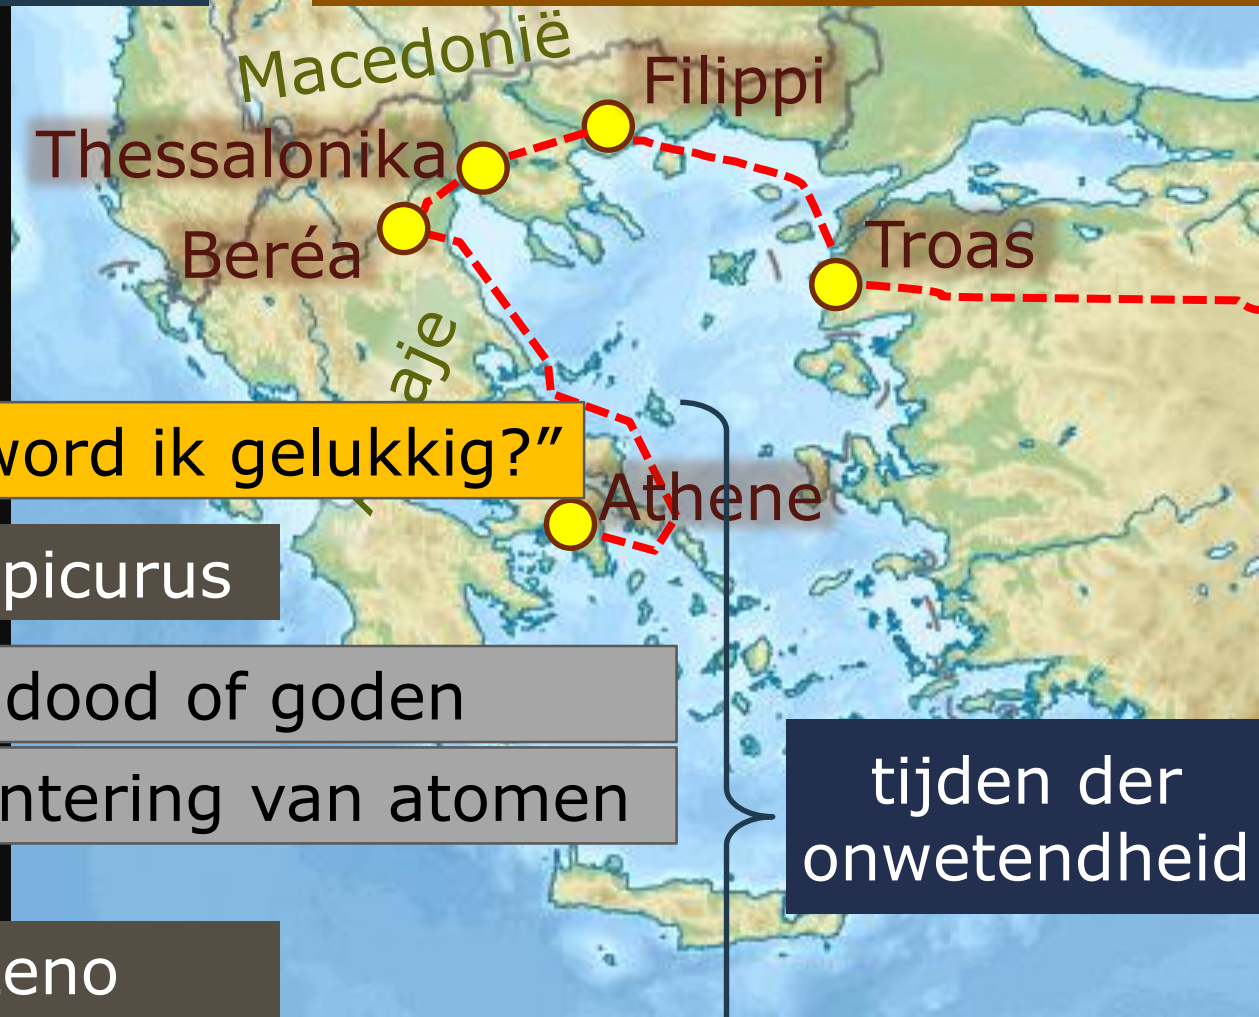 Macedonië
Filippi
Thessalonika
Beréa
Troas
aje
word ik gelukkig?”
Athene
picurus
dood of goden
ntering van atomen
tijden der
onwetendheid
eno